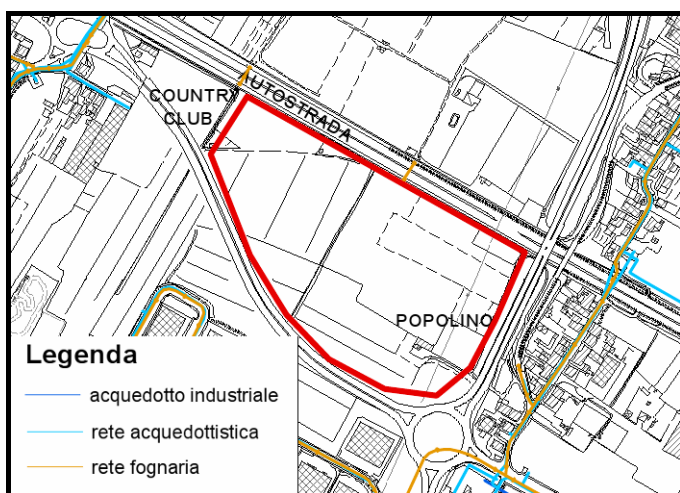 COUNTRY
CLUB
AUTOSTRADA
POPOLINO
Legenda
acquedotto industriale
rete acquedottistica
rete fognaria